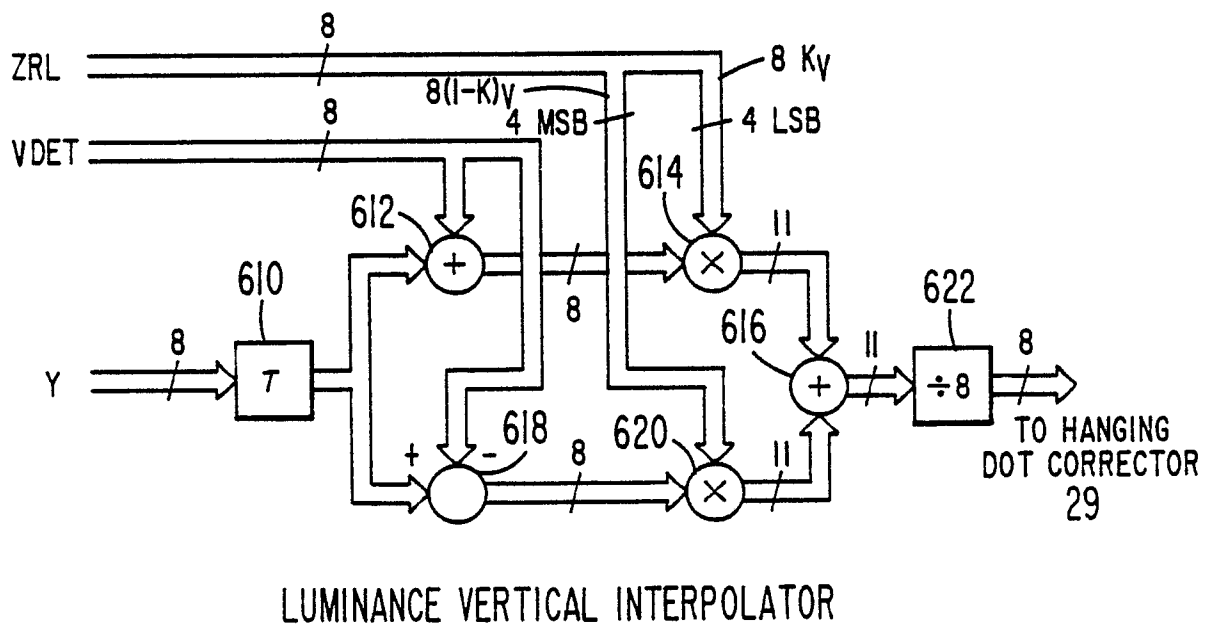 8
ZRL
8 KV
8(1-K)V
8
4 MSB
4 LSB
VDET
614
612
11
+
×
610
8
622
616
11
8
8
Y
T
+
÷8
618
620
TO HANGING
DOT CORRECTOR
29
+
-
8
11
×
LUMINANCE VERTICAL INTERPOLATOR